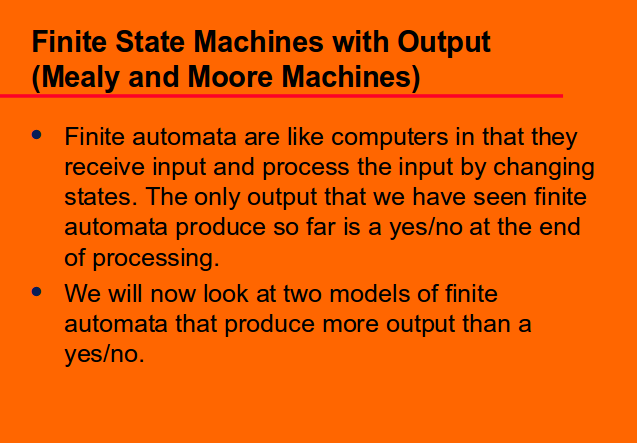 Finite State Machines with Output
(Mealy and Moore Machines)
• Finite automata are like computers in that they
receive input and process the input by changing
states. The only output that we have seen finite
automata produce so far is a yes/no at the end
of processing.
• We will now look at two models of finite
automata that produce more output than a
yes/no.